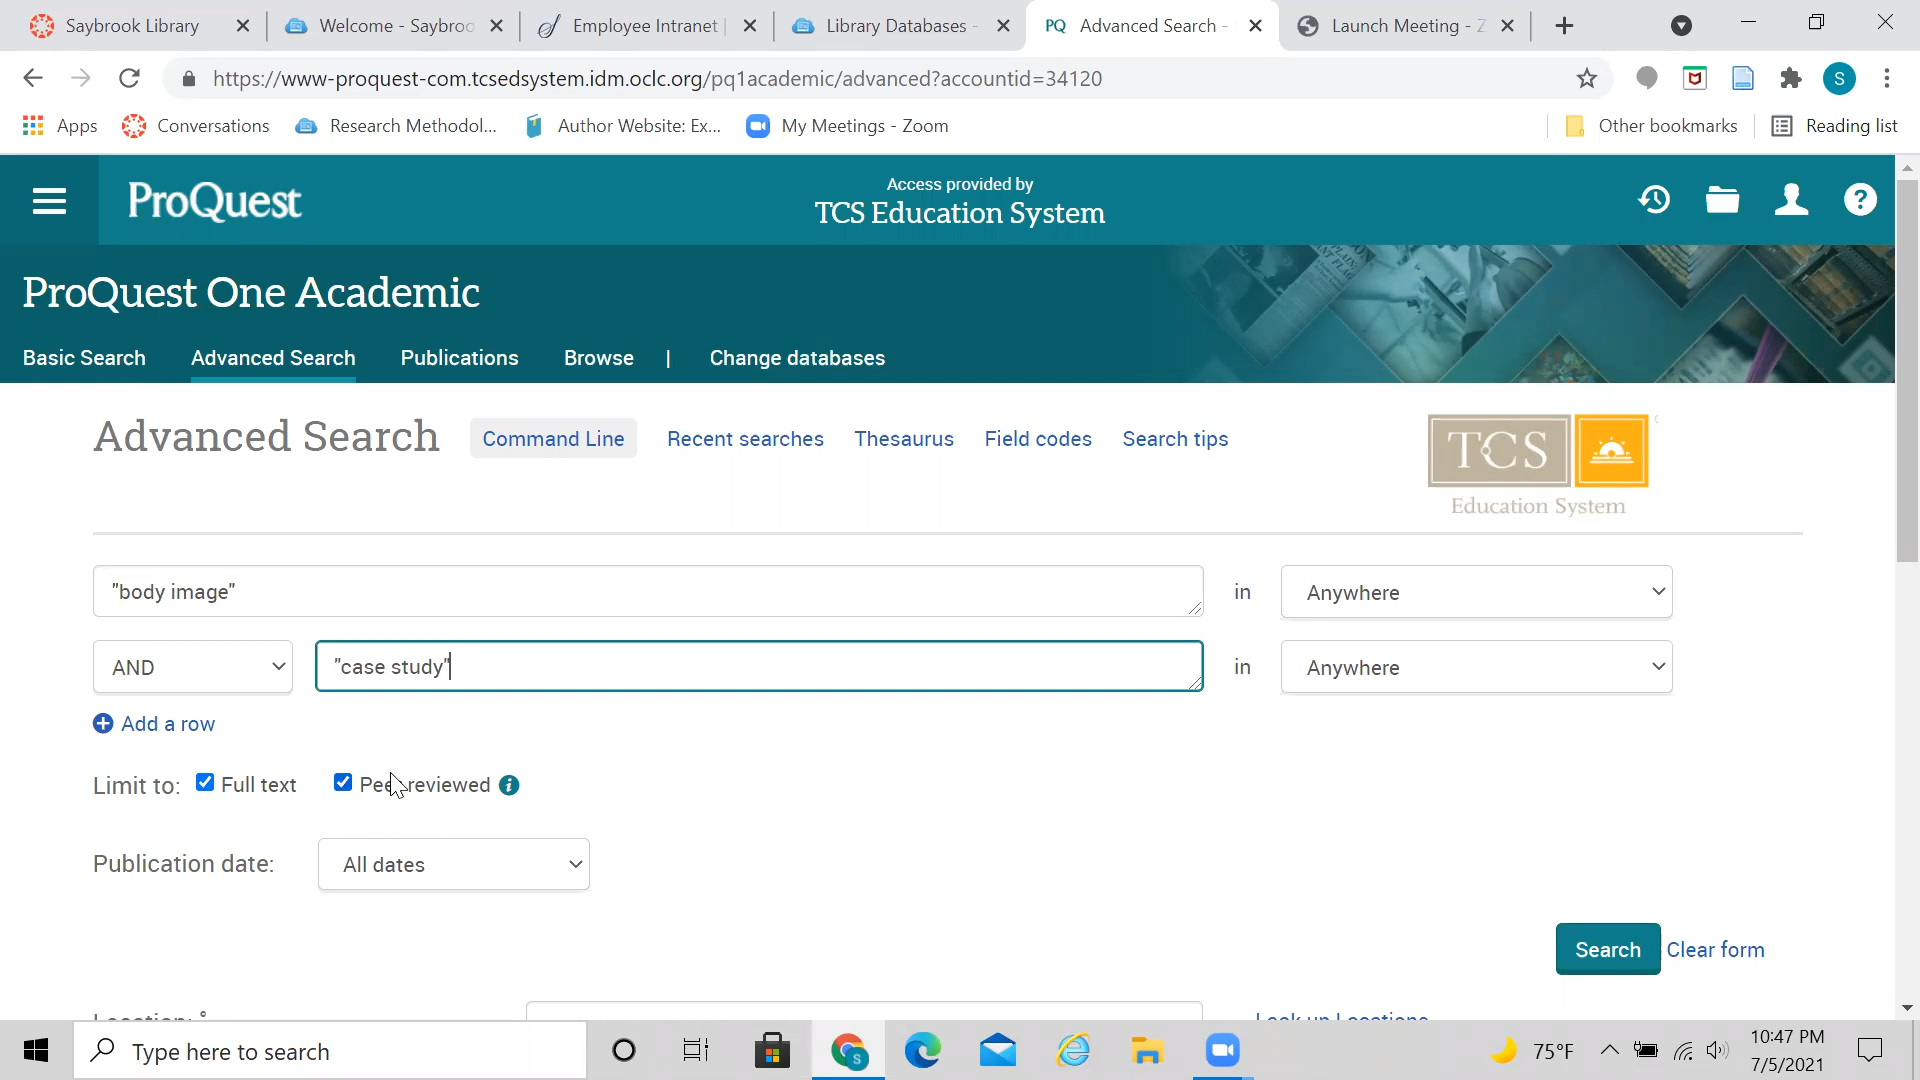 Saybrook Library
Welcome - Saybroo
Employee Intranet
Library Databases -
PQ Advanced Search -
Launch Meeting - Z
https://www-proquest-com.tcsedsystem.idm.oclc.org/pq1academic/advanced?accountid=34120
S
Apps
Conversations
Research Methodol...
Author Website: Ex...
My Meetings - Zoom
Other bookmarks
Reading list
ProQuest
Access provided by
TCS Education System
?
ProQuest One Academic
Basic Search
Advanced Search
Publications
Browse
|
Change databases
Advanced Search
Command Line
Recent searches
Thesaurus
Field codes
Search tips
TCS
Education System
"body image"
in
Anywhere
AND
"case study"
in
Anywhere
Add a row
Limit to:
Full text
Peer reviewed
i
Publication date:
All dates
Search
Clear form
Location:
Look up Locations
Type here to search
S
75°F
10:47 PM
7/5/2021